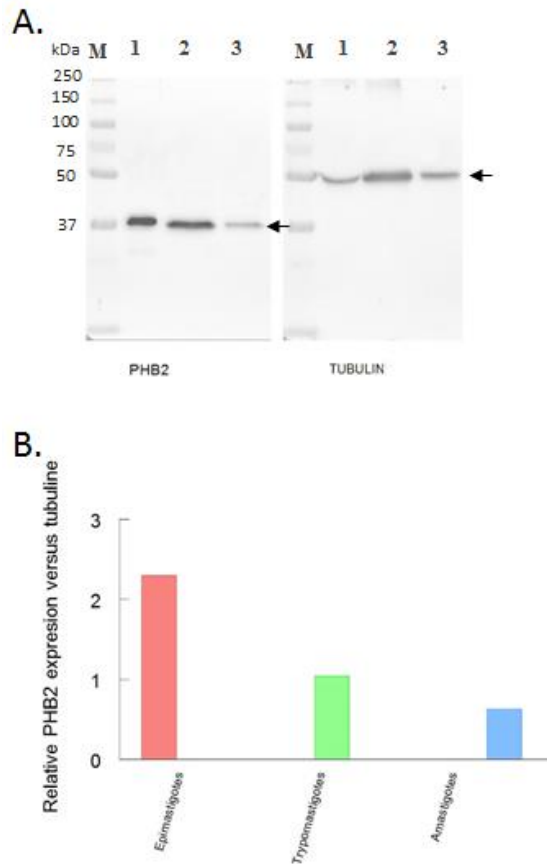 A.
kDa M 1 2 3 M 1 2 3
250
150
100
75
50
37
PHB2 TUBULIN
B.
Relative PHB2 expresion versus tubuline
3
2
1
0
Epimastigotes
Trypomastigotes
Amastigotes